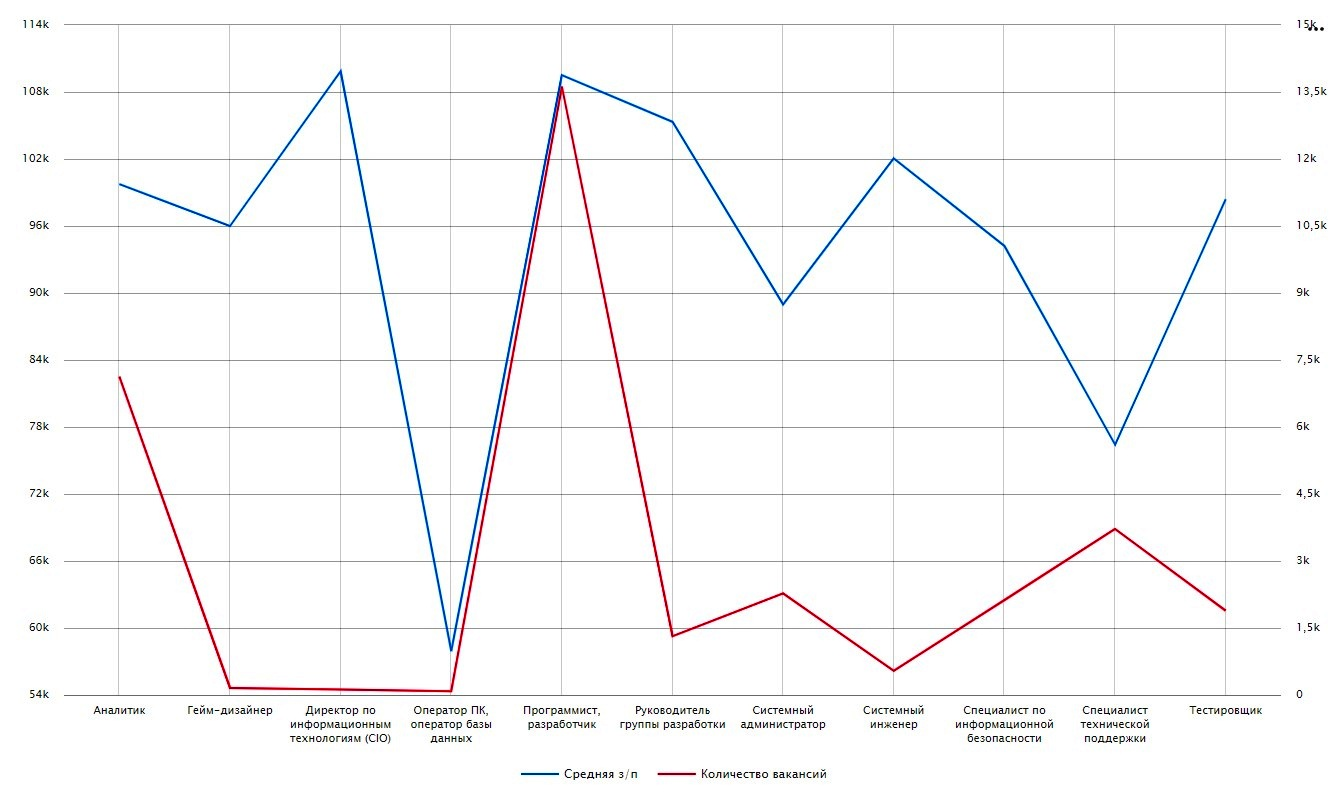 114k
108k
102k
96k
90k
84k
78k
72k
66k
60k
54k
15k
13,5k
12k
10,5k
9k
7,5k
6k
4,5k
3k
1,5k
0
Аналитик
Гейм-дизайнер
Директор по
информационным
технологиям (CIO)
Оператор ПК,
оператор базы
данных
Программист,
разработчик
Руководитель
группы разработки
Системный
администратор
Системный
инженер
Специалист по
информационной
безопасности
Специалист
технической
поддержки
Тестировщик
Средняя з/п
Количество вакансий